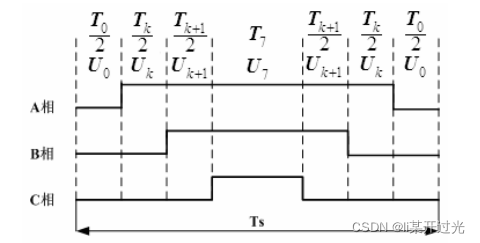 T0/2 Tk/2 Tk+1/2 T7 Tk+1/2 Tk/2 T0/2
U0 Uk Uk+1 U7 Uk+1 Uk U0
A相
B相
C相
Ts
CSDN @li某开过光